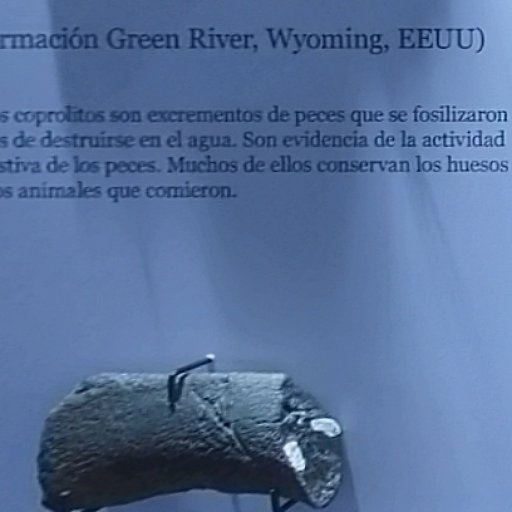 rmación Green River, Wyoming, EEUU)
s coprolitos son excrementos de peces que se fosilizaron
s de destruirse en el agua. Son evidencia de la actividad
stiva de los peces. Muchos de ellos conservan los huesos
os animales que comieron.